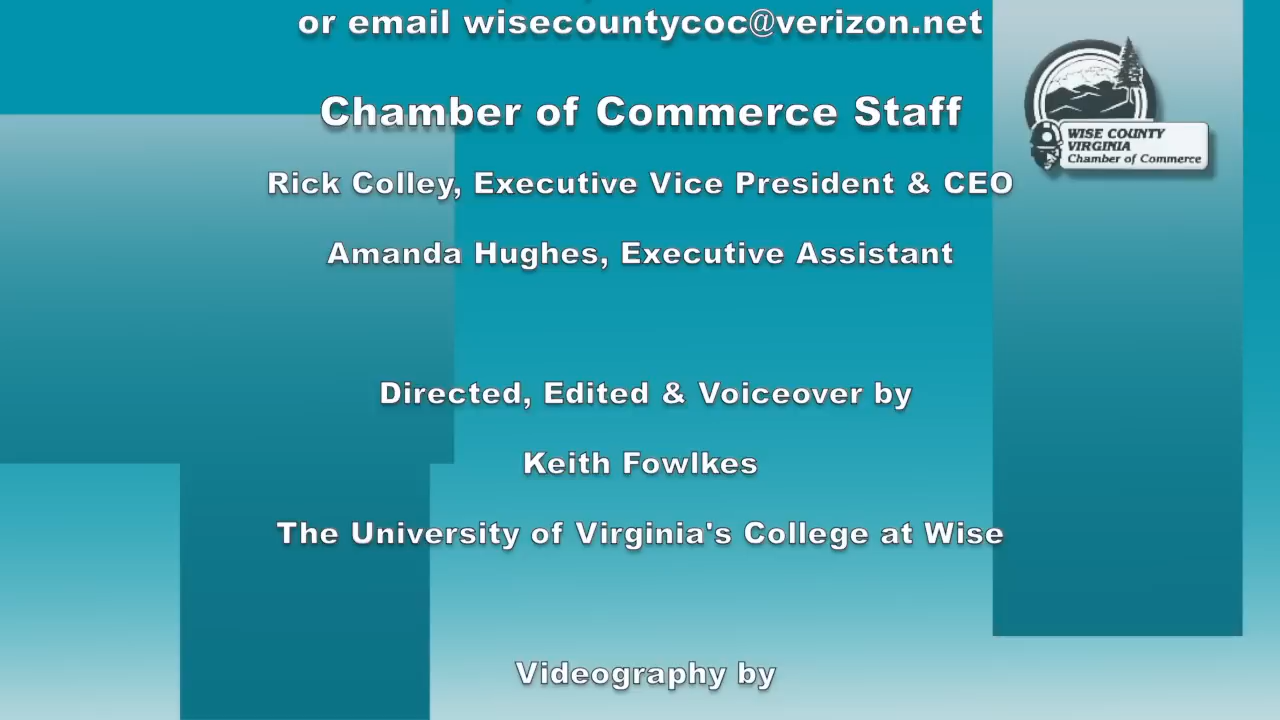 or email wisecountycoc@verizon.net
Chamber of Commerce Staff
WISE COUNTY
VIRGINIA
Chamber of Commerce
Rick Colley, Executive Vice President & CEO
Amanda Hughes, Executive Assistant
Directed, Edited & Voiceover by
Keith Fowlkes
The University of Virginia's College at Wise
Videography by